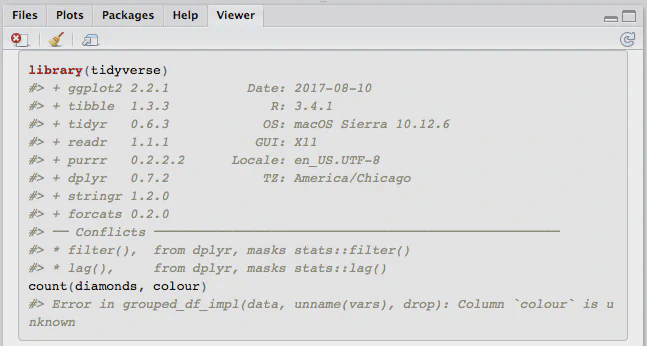 Files Plots Packages Help Viewer
library(tidyverse)
#> + ggplot2 2.2.1        Date: 2017-08-10
#> + tibble  1.3.3           R: 3.4.1
#> + tidyr   0.6.3          OS: macOS Sierra 10.12.6
#> + readr   1.1.1         GUI: X11
#> + purrr   0.2.2.2    Locale: en_US.UTF-8
#> + dplyr   0.7.2          TZ: America/Chicago
#> + stringr 1.2.0
#> + forcats 0.2.0
#> ── Conflicts ────────────────────────────────────────────────────
#> * filter(),  from dplyr, masks stats::filter()
#> * lag(),     from dplyr, masks stats::lag()
count(diamonds, colour)
#> Error in grouped_df_impl(data, unname(vars), drop): Column `colour` is u
nknown